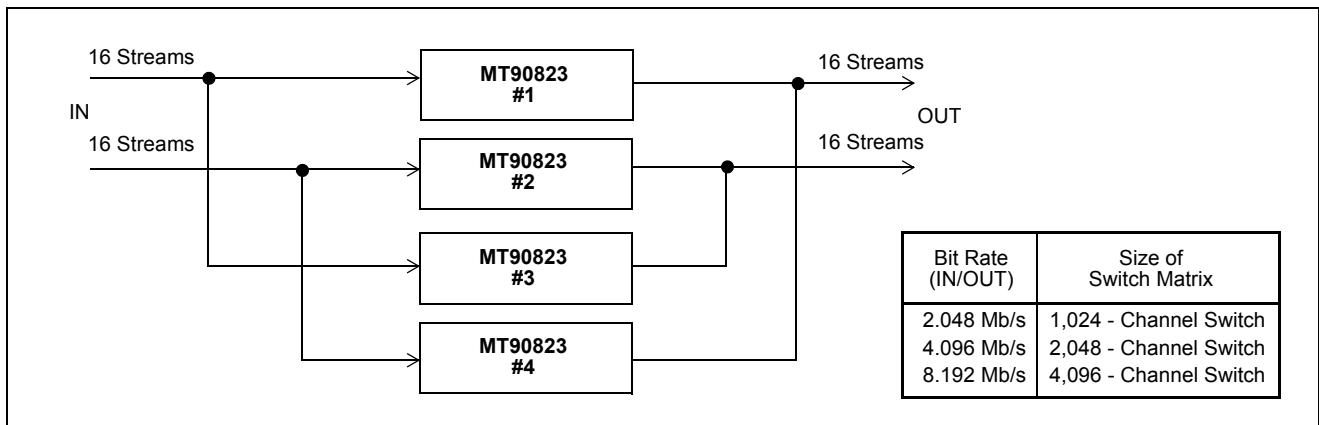 16 Streams
MT90823
#1
16 Streams
IN
OUT
16 Streams
MT90823
#2
16 Streams
MT90823
#3
MT90823
#4
Bit Rate
(IN/OUT)
Size of
Switch Matrix
2.048 Mb/s 1,024 - Channel Switch
4.096 Mb/s 2,048 - Channel Switch
8.192 Mb/s 4,096 - Channel Switch